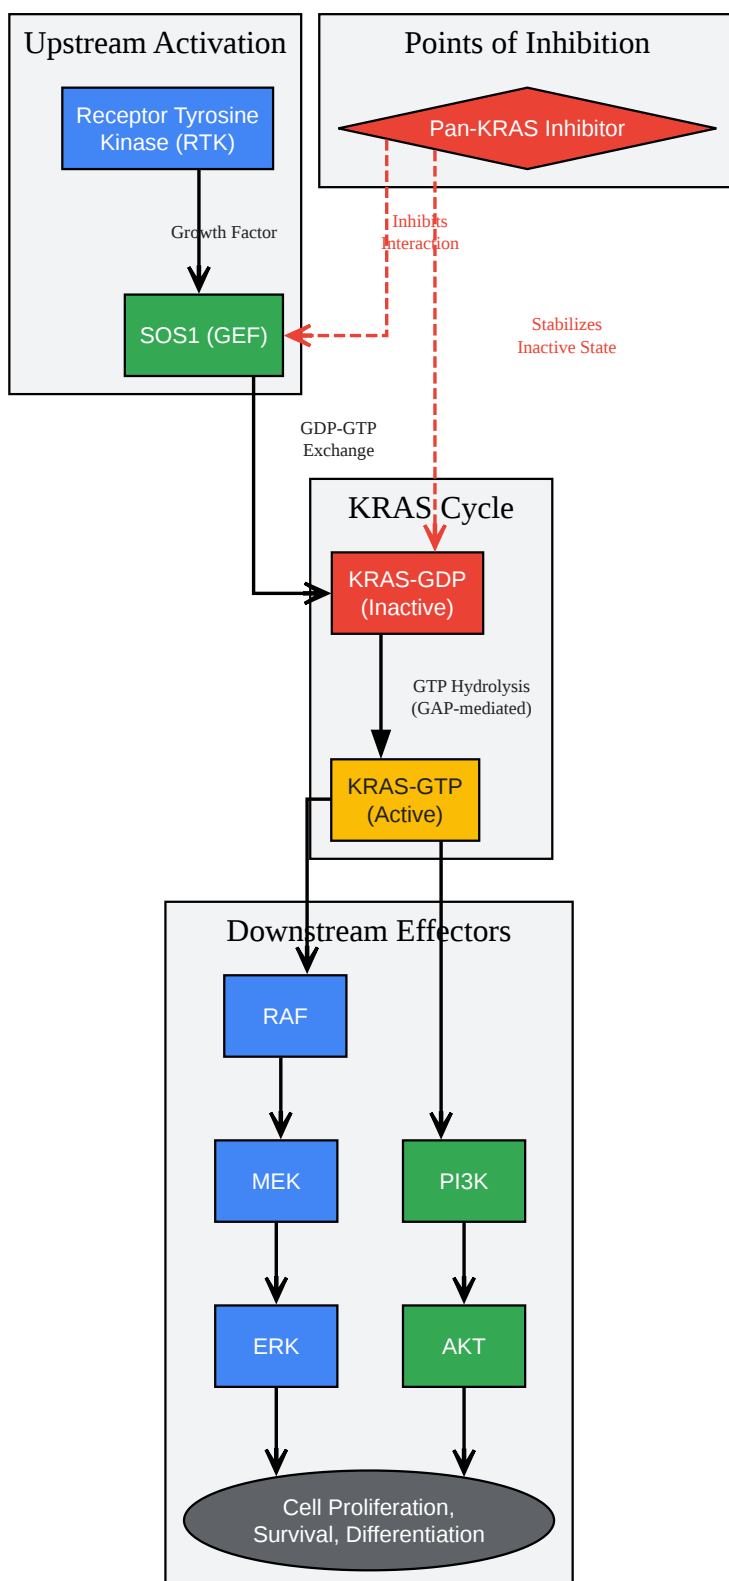 Upstream Activation
Points of Inhibition
Receptor Tyrosine
Kinase (RTK)
Pan-KRAS Inhibitor
Growth Factor
Inhibits
Interaction
SOS1 (GEF)
Stabilizes
Inactive State
GDP-GTP
Exchange
KRAS Cycle
KRAS-GDP
(Inactive)
GTP Hydrolysis
(GAP-mediated)
KRAS-GTP
(Active)
Downstream Effectors
RAF
MEK
PI3K
ERK
AKT
Cell Proliferation,
Survival, Differentiation